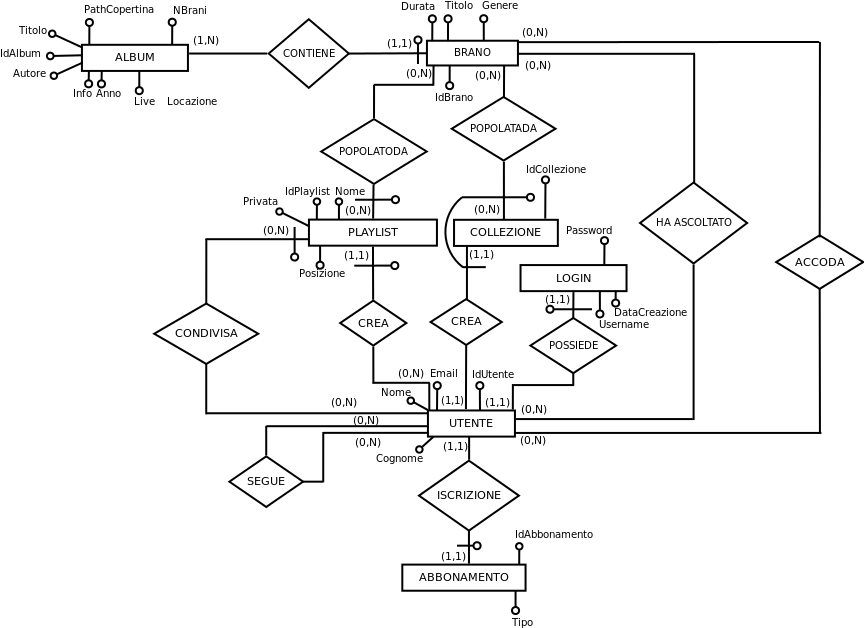 PathCopertina
NBrani
Durata
Titolo
Genere
Titolo
IdAlbum
Autore
ALBUM
(1,N)
CONTIENE
(1,1)
BRANO
(0,N)
(0,N)
(0,N)
(0,N)
IdBrano
Info
Anno
Live
Locazione
POPOLATODA
POPOLATADA
IdCollezione
Privata
IdPlaylist
Nome
(0,N)
(0,N)
HA ASCOLTATO
(0,N)
PLAYLIST
COLLEZIONE
Password
Posizione
(1,1)
(1,1)
ACCODA
LOGIN
(1,1)
DataCreazione
Username
CONDIVISA
CREA
CREA
POSSIEDE
(0,N)
Email
IdUtente
Nome
(0,N)
(1,1)
(1,1)
(0,N)
(0,N)
UTENTE
(0,N)
(0,N)
(1,1)
Cognome
SEGUE
ISCRIZIONE
IdAbbonamento
(1,1)
ABBONAMENTO
Tipo